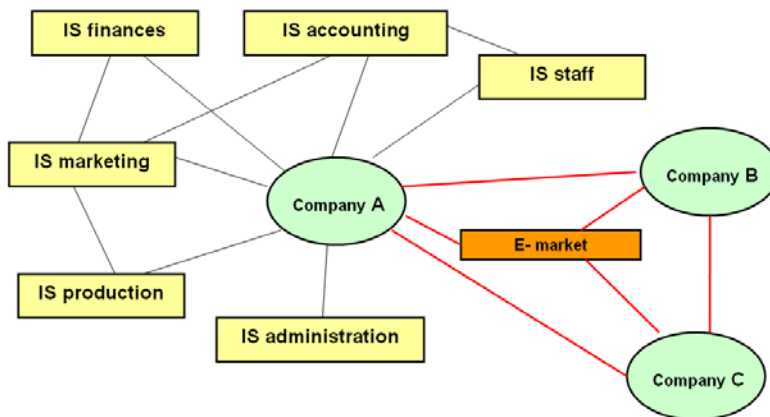 IS finances
IS accounting
IS staff
IS marketing
Company A
Company B
E- market
IS production
IS administration
Company C